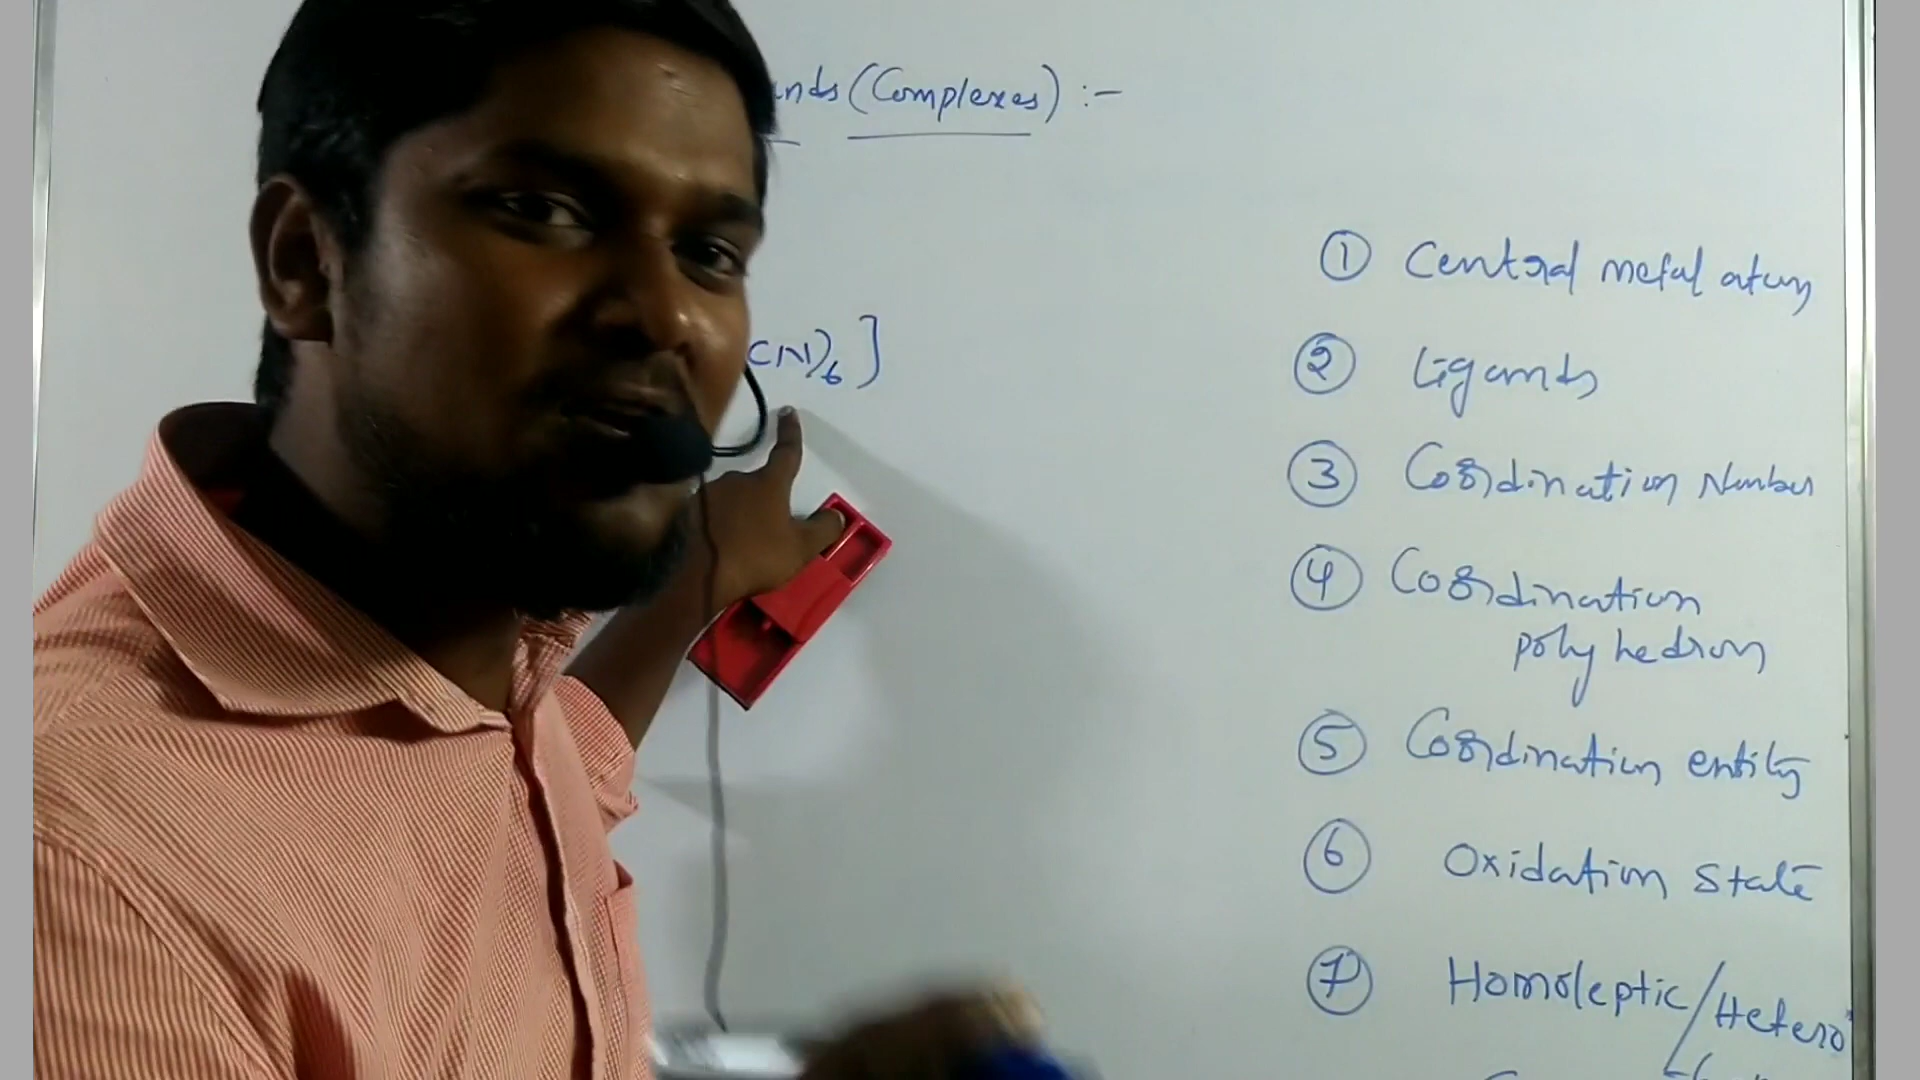 unds (Complexes) :-
CN)6 ]
① Central metal atom
② Ligands
③ Coordination Number
④ Coordination
polyhedron
⑤ Coordination entity
⑥ Oxidation state
⑦ Homoleptic/Hetero